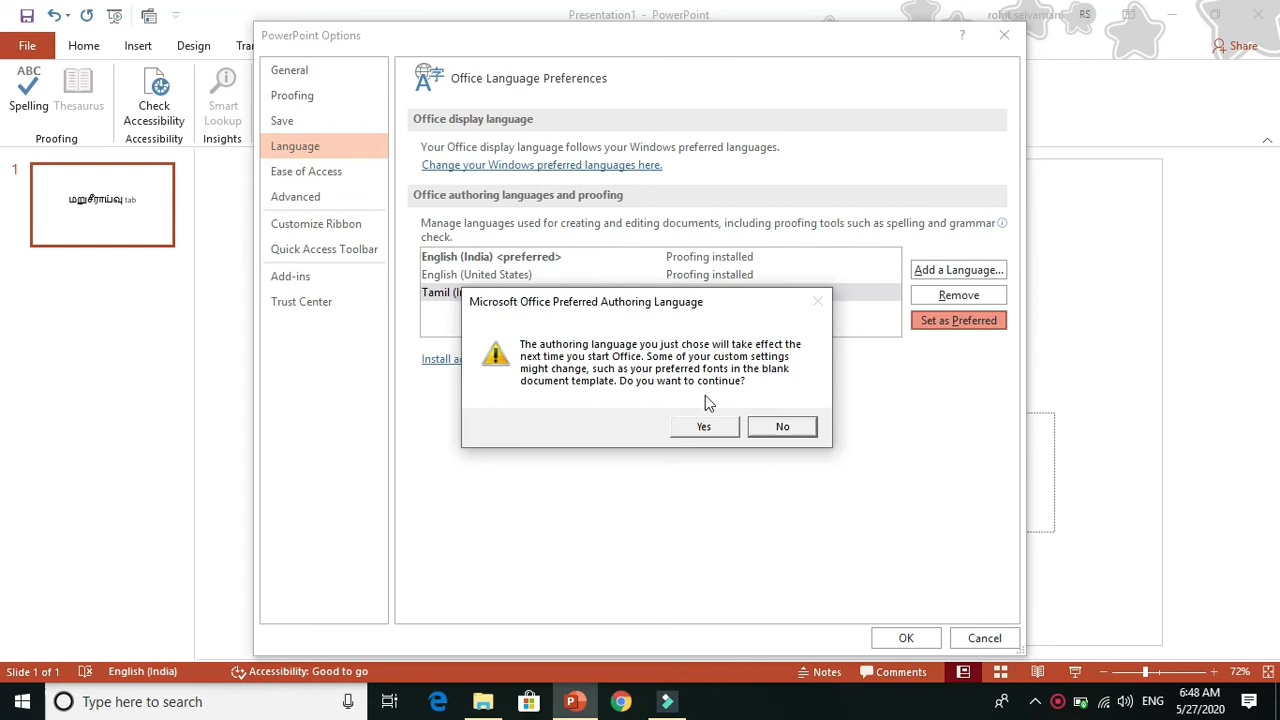 Presentation1 - PowerPoint
rohit selvamani RS
File Home Insert Design
Share
Spelling Thesaurus Check Accessibility Smart Lookup
Proofing Accessibility Insights
PowerPoint Options
General
Proofing
Save
Language
Ease of Access
Advanced
Customize Ribbon
Quick Access Toolbar
Add-ins
Trust Center
Office Language Preferences
Office display language
Your Office display language follows your Windows preferred languages.
Change your Windows preferred languages here.
Office authoring languages and proofing
Manage languages used for creating and editing documents, including proofing tools such as spelling and grammar
check.
English (India) <preferred> Proofing installed
English (United States) Proofing installed
Tamil
Add a Language...
Remove
Set as Preferred
Install
Microsoft Office Preferred Authoring Language
The authoring language you just chose will take effect the
next time you start Office. Some of your custom settings
might change, such as your preferred fonts in the blank
document template. Do you want to continue?
Yes No
OK Cancel
1
மறுசீராய்வு tab
Slide 1 of 1 English (India) Accessibility: Good to go Notes Comments 72%
Type here to search
ENG
6:48 AM
5/27/2020